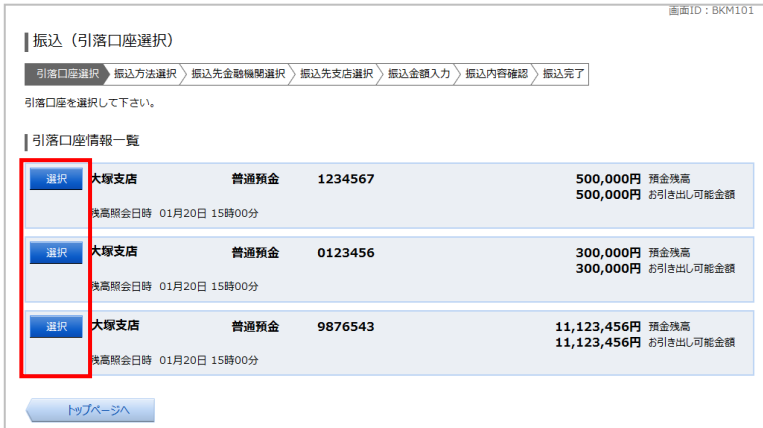 画面ID：BKM101
振込（引落口座選択）
引落口座選択 振込方法選択 振込先金融機関選択 振込先支店選択 振込金額入力 振込内容確認 振込完了
引落口座を選択して下さい。
引落口座情報一覧
選択 大塚支店 普通預金 1234567 500,000円 預金残高
500,000円 お引き出し可能金額
残高照会日時 01月20日 15時00分
選択 大塚支店 普通預金 0123456 300,000円 預金残高
300,000円 お引き出し可能金額
残高照会日時 01月20日 15時00分
選択 大塚支店 普通預金 9876543 11,123,456円 預金残高
11,123,456円 お引き出し可能金額
残高照会日時 01月20日 15時00分
トップページへ